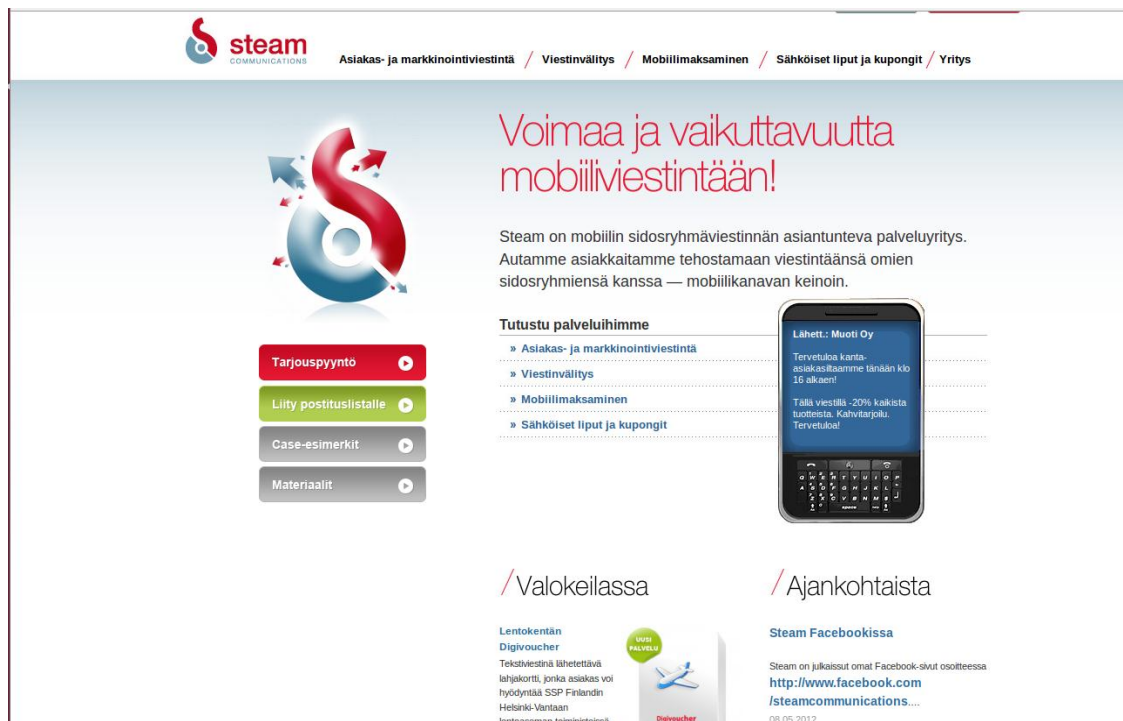 steam
COMMUNICATIONS
Asiakas- ja markkinointiviestintä / Viestinvälitys / Mobiilimaksaminen / Sähköiset liput ja kupongit / Yritys
Voimaa ja vaikuttavuutta
mobiiliviestintään!
Steam on mobiilin sidosryhmäviestinnän asiantunteva palveluyritys.
Autamme asiakkaitamme tehostamaan viestintäänsä omien
sidosryhmiensä kanssa — mobiilikanavan keinoin.
Tarjouspyyntö
Liity postituslistalle
Case-esimerkit
Materiaalit
Tutustu palveluihimme
» Asiakas- ja markkinointiviestintä
» Viestinvälitys
» Mobiilimaksaminen
» Sähköiset liput ja kupongit
Lähett.: Muoti Oy
Tervetuloa kanta-
asiakasiltaamme tänään klo
16 alkaen!
Tällä viestillä -20% kaikista
tuotteista. Kahvitarjoilu.
Tervetuloa!
/Valokeilassa
Lentokentän
Digivoucher
Tekstiviestinä lähetettävä
lahjakortti, jonka asiakas voi
hyödyntää SSP Finlandin
Helsinki-Vantaan
UUSI
PALVELU
Digivoucher
/Ajankohtaista
Steam Facebookissa
Steam on julkaissut omat Facebook-sivut osoitteessa
http://www.facebook.com
/steamcommunications....
08.05.2012